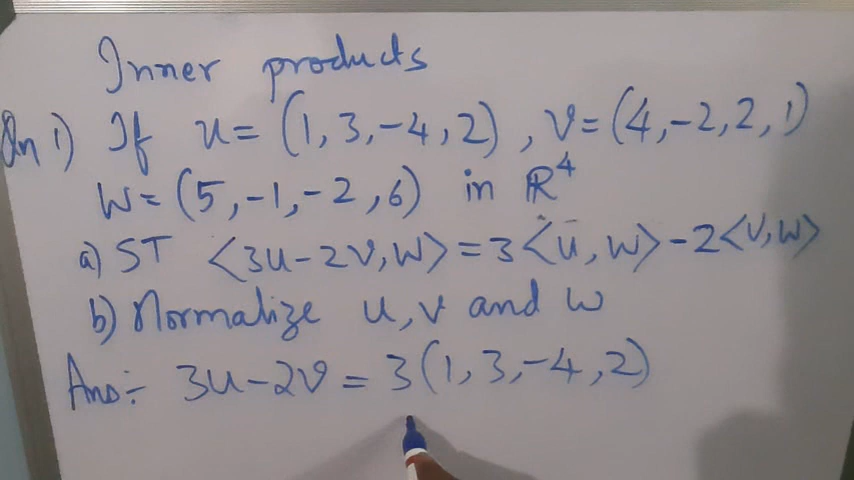 Inner products
Qn 1) If u = (1, 3, -4, 2), v = (4, -2, 2, 1)
W = (5, -1, -2, 6) in ℝ⁴
a) ST ⟨3u - 2v, w⟩ = 3⟨u, w⟩ - 2⟨v, w⟩
b) Normalize u, v and w
Ans:- 3u - 2v = 3(1, 3, -4, 2)